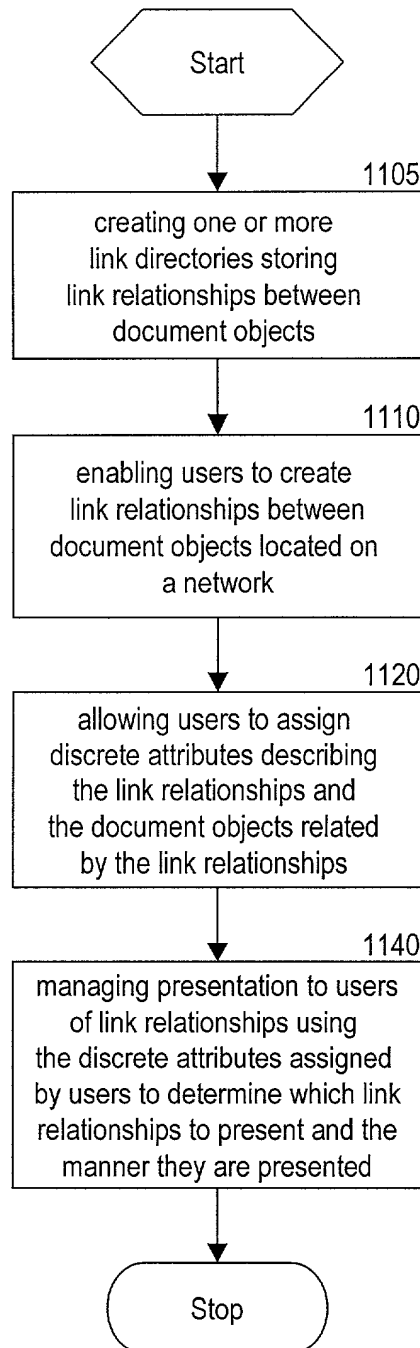 Start
1105
creating one or more
link directories storing
link relationships between
document objects
1110
enabling users to create
link relationships between
document objects located on
a network
1120
allowing users to assign
discrete attributes describing
the link relationships and
the document objects related
by the link relationships
1140
managing presentation to users
of link relationships using
the discrete attributes assigned
by users to determine which link
relationships to present and the
manner they are presented
Stop